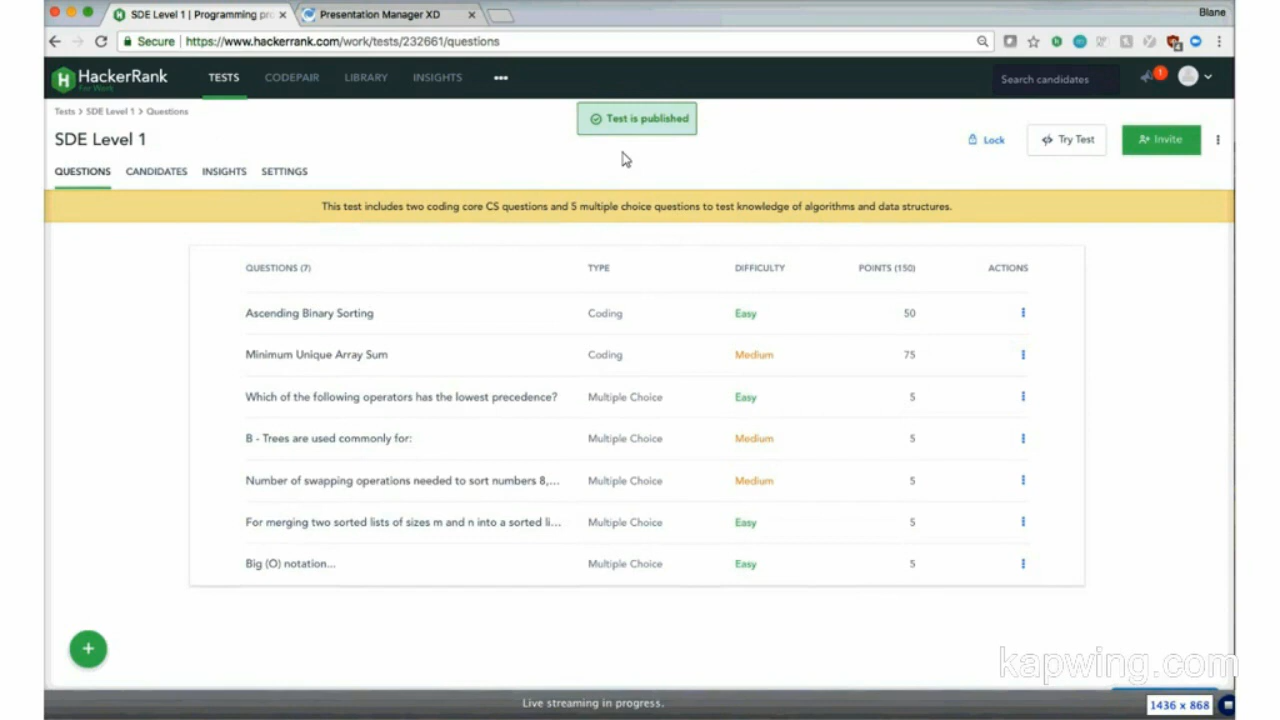 SDE Level 1 | Programming pro
Presentation Manager XD
Blane
Secure | https://www.hackerrank.com/work/tests/232661/questions
HackerRank
For Work
TESTS CODEPAIR LIBRARY INSIGHTS •••
Search candidates
1
Tests > SDE Level 1 > Questions
Test is published
SDE Level 1
Lock
Try Test
Invite
QUESTIONS CANDIDATES INSIGHTS SETTINGS
This test includes two coding core CS questions and 5 multiple choice questions to test knowledge of algorithms and data structures.
QUESTIONS (7) TYPE DIFFICULTY POINTS (150) ACTIONS
Ascending Binary Sorting Coding Easy 50
Minimum Unique Array Sum Coding Medium 75
Which of the following operators has the lowest precedence? Multiple Choice Easy 5
B - Trees are used commonly for: Multiple Choice Medium 5
Number of swapping operations needed to sort numbers 8,... Multiple Choice Medium 5
For merging two sorted lists of sizes m and n into a sorted li... Multiple Choice Easy 5
Big (O) notation... Multiple Choice Easy 5
+
kapwing.com
Live streaming in progress.
1436 x 868